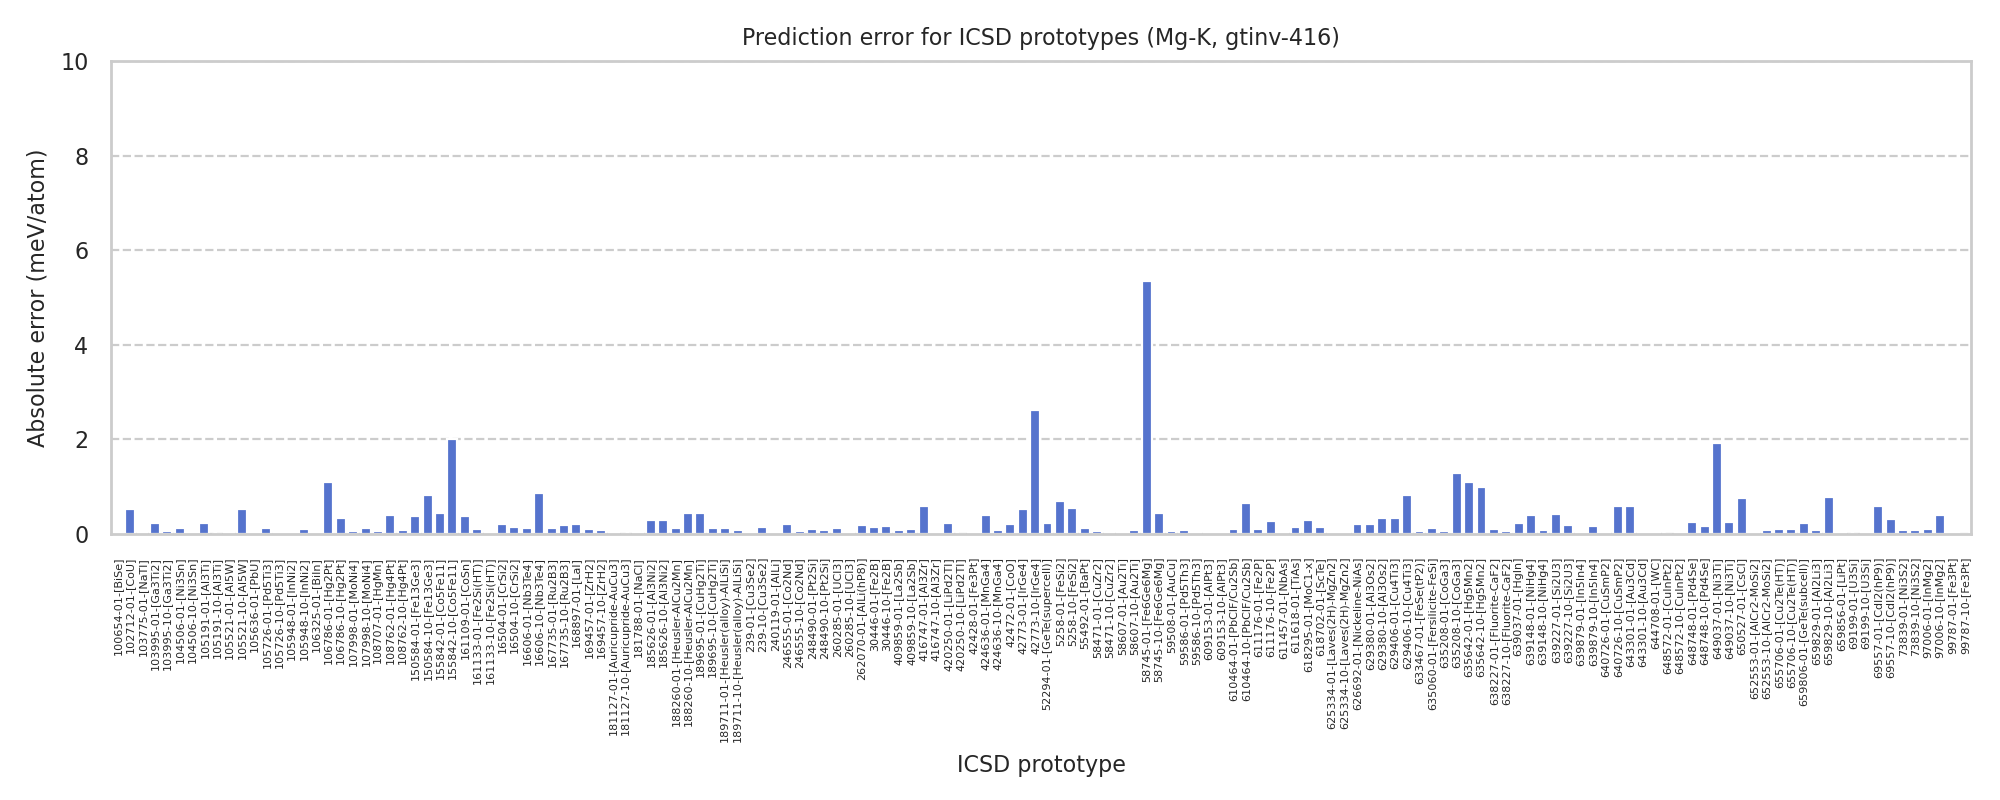 Prediction error for ICSD prototypes (Mg-K, gtinv-416)
Absolute error (meV/atom)
10
8
6
4
2
0
100654-01-[BiSe]
102712-01-[CoU]
103775-01-[NaTl]
103995-01-[Ga3Ti2]
103995-10-[Ga3Ti2]
104506-01-[Ni3Sn]
104506-10-[Ni3Sn]
105191-01-[Al3Ti]
105191-10-[Al3Ti]
105521-01-[Al5W]
105521-10-[Al5W]
105636-01-[PbU]
105726-01-[Pd5Ti3]
105726-10-[Pd5Ti3]
105948-01-[InNi2]
105948-10-[InNi2]
106325-01-[BiIn]
106786-01-[Hg2Pt]
106786-10-[Hg2Pt]
107998-01-[MoNi4]
107998-10-[MoNi4]
108707-01-[HgMn]
108762-01-[Hg4Pt]
108762-10-[Hg4Pt]
150584-01-[Fe13Ge3]
150584-10-[Fe13Ge3]
155842-01-[Co5Fe11]
155842-10-[Co5Fe11]
161109-01-[CoSn]
161133-01-[Fe2Si(HT)]
161133-10-[Fe2Si(HT)]
16504-01-[CrSi2]
16504-10-[CrSi2]
16606-01-[Nb3Te4]
16606-10-[Nb3Te4]
167735-01-[Ru2B3]
167735-10-[Ru2B3]
168897-01-[LaI]
169457-01-[ZrH2]
169457-10-[ZrH2]
181127-01-[Auricupride-AuCu3]
181127-10-[Auricupride-AuCu3]
181788-01-[NaCl]
185626-01-[Al3Ni2]
185626-10-[Al3Ni2]
188260-01-[Heusler-AlCu2Mn]
188260-10-[Heusler-AlCu2Mn]
189695-01-[CuHg2Ti]
189695-10-[CuHg2Ti]
189711-01-[Heusler(alloy)-AlLiSi]
189711-10-[Heusler(alloy)-AlLiSi]
239-01-[Cu3Se2]
239-10-[Cu3Se2]
240119-01-[AlLi]
246555-01-[Co2Nd]
246555-10-[Co2Nd]
248490-01-[Pt2Si]
248490-10-[Pt2Si]
260285-01-[UCl3]
260285-10-[UCl3]
262070-01-[AlLi(hP8)]
30446-01-[Fe2B]
30446-10-[Fe2B]
409859-01-[La2Sb]
409859-10-[La2Sb]
416747-01-[Al3Zr]
416747-10-[Al3Zr]
420250-01-[LiPd2Tl]
420250-10-[LiPd2Tl]
42428-01-[Fe3Pt]
424636-01-[MnGa4]
424636-10-[MnGa4]
42472-01-[CoO]
42773-01-[IrGe4]
42773-10-[IrGe4]
52294-01-[GeTe(supercell)]
5258-01-[FeSi2]
5258-10-[FeSi2]
55492-01-[BaPt]
58471-01-[CuZr2]
58471-10-[CuZr2]
58607-01-[Au2Ti]
58607-10-[Au2Ti]
58745-01-[Fe6Ge6Mg]
58745-10-[Fe6Ge6Mg]
59508-01-[AuCu]
59586-01-[Pd5Th3]
59586-10-[Pd5Th3]
609153-01-[AlPt3]
609153-10-[AlPt3]
610464-01-[PbClF/Cu2Sb]
610464-10-[PbClF/Cu2Sb]
611176-01-[Fe2P]
611176-10-[Fe2P]
611457-01-[NbAs]
611618-01-[TiAs]
618295-01-[MoC1-x]
618702-01-[ScTe]
625334-01-[Laves(2H)-MgZn2]
625334-10-[Laves(2H)-MgZn2]
626692-01-[Nickeline-NiAs]
629380-01-[Al3Os2]
629380-10-[Al3Os2]
629406-01-[Cu4Ti3]
629406-10-[Cu4Ti3]
633467-01-[FeSe(tP2)]
635060-01-[Fersilicite-FeSi]
635208-01-[CoGa3]
635208-10-[CoGa3]
635642-01-[Hg5Mn2]
635642-10-[Hg5Mn2]
638227-01-[Fluorite-CaF2]
638227-10-[Fluorite-CaF2]
639037-01-[HgIn]
639148-01-[NiHg4]
639148-10-[NiHg4]
639227-01-[Si2U3]
639227-10-[Si2U3]
639879-01-[In5In4]
639879-10-[In5In4]
640726-01-[CuSmP2]
640726-10-[CuSmP2]
643301-01-[Au3Cd]
643301-10-[Au3Cd]
644708-01-[WC]
648572-01-[CuInPt2]
648572-10-[CuInPt2]
648748-01-[Pd4Se]
648748-10-[Pd4Se]
649037-01-[Ni3Ti]
649037-10-[Ni3Ti]
650527-01-[CsCl]
652553-01-[AlCr2-MoSi2]
652553-10-[AlCr2-MoSi2]
655706-01-[Cu2Te(HT)]
655706-10-[Cu2Te(HT)]
659806-01-[GeTe(subcell)]
659829-01-[Al2Li3]
659829-10-[Al2Li3]
659856-01-[LiPt]
69199-01-[U3Si]
69199-10-[U3Si]
69557-01-[CdI2(hP9)]
69557-10-[CdI2(hP9)]
73839-01-[Ni3S2]
73839-10-[Ni3S2]
97006-01-[InMg2]
97006-10-[InMg2]
99787-01-[Fe3Pt]
99787-10-[Fe3Pt]
ICSD prototype